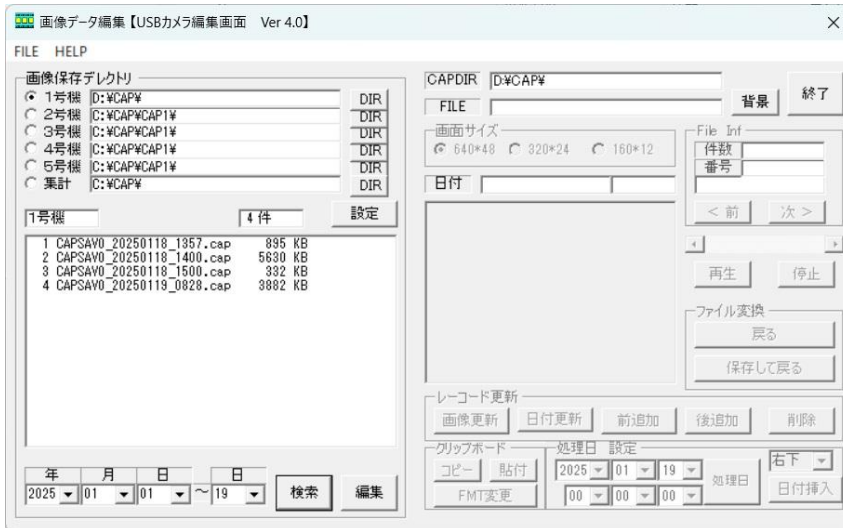 画像データ編集【USBカメラ編集画面 Ver 4.0】
FILE HELP
画像保存デレクトリ
1号機 D:¥CAP¥ DIR
2号機 C:¥CAP¥CAP1¥ DIR
3号機 C:¥CAP¥CAP1¥ DIR
4号機 C:¥CAP¥CAP1¥ DIR
5号機 C:¥CAP¥CAP1¥ DIR
集計 C:¥CAP¥ DIR
1号機 4 件 設定
1 CAPSAV0_20250118_1357.cap 895 KB
2 CAPSAV0_20250118_1400.cap 5630 KB
3 CAPSAV0_20250118_1500.cap 332 KB
4 CAPSAV0_20250119_0828.cap 3882 KB
年 月 日 日
2025 01 01 ～ 19 検索 編集
CAPDIR D:¥CAP¥
FILE 背景 終了
画面サイズ
640*48 320*24 160*12
日付
File Inf
件数
番号
< 前 次 >
再生 停止
ファイル変換
戻る
保存して戻る
レーコード更新
画像更新 日付更新 前追加 後追加 削除
クリップボード
コピー 貼付
FMT変更
処理日 設定
2025 01 19
00 00 00
処理日
右下
日付挿入